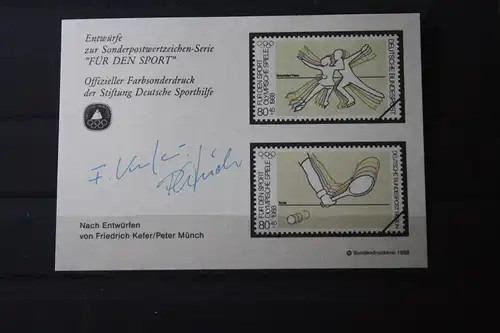 Entwürfe
zur Sonderpostwertzeichen-Serie
"FÜR DEN SPORT"
Offizieller Farbsonderdruck
der Stiftung Deutsche Sporthilfe
Nach Entwürfen
von Friedrich Kefer/Peter Münch
80
FÜR DEN SPORT
OLYMPISCHE SPIELE
1988
DEUTSCHE BUNDESPOST
80
FÜR DEN SPORT
OLYMPISCHE SPIELE
1988
DEUTSCHE BUNDESPOST
© Bundesdruckerei 1988